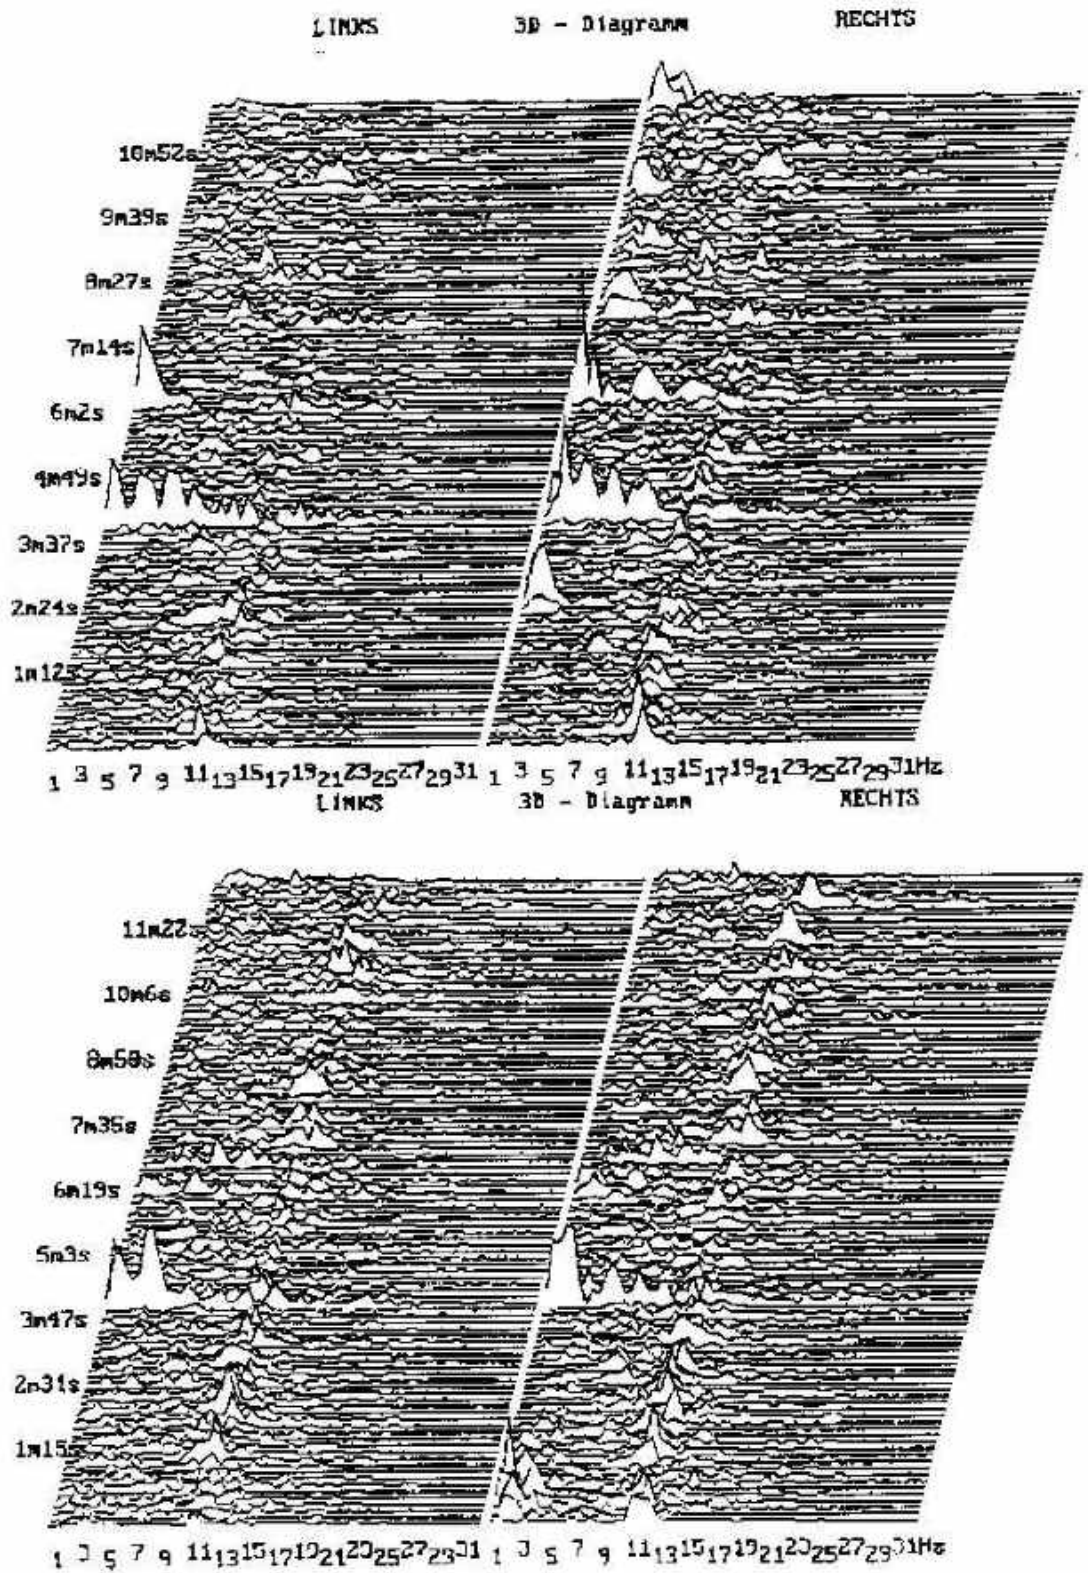 LINKS 3D - Diagramm RECHTS
10m52s
9m39s
8m27s
7m14s
6m2s
4m49s
3m37s
2m24s
1m12s
1 3 5 7 9 11 13 15 17 19 21 23 25 27 29 31 1 3 5 7 9 11 13 15 17 19 21 23 25 27 29 31Hz
LINKS 3D - Diagramm RECHTS
11m22s
10m6s
8m50s
7m35s
6m19s
5m3s
3m47s
2m31s
1m15s
1 3 5 7 9 11 13 15 17 19 21 23 25 27 29 31 1 3 5 7 9 11 13 15 17 19 21 23 25 27 29 31Hz